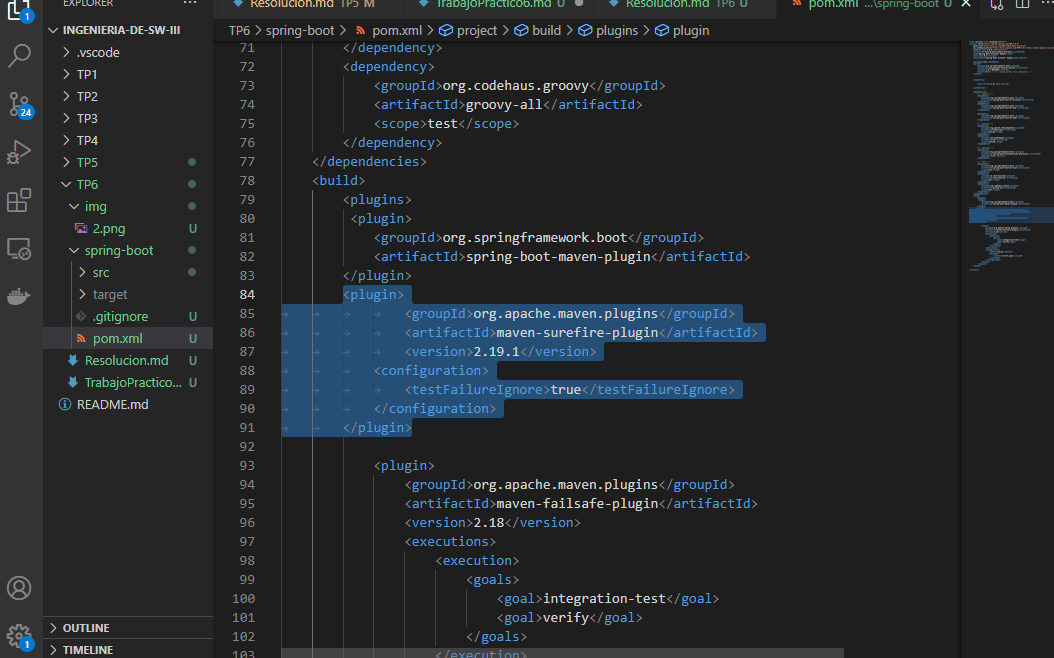 EXPLORER
1
INGENIERIA-DE-SW-III
.vscode
TP1
TP2
TP3
24
TP4
TP5
TP6
img
2.png U
spring-boot
src
target
.gitignore U
pom.xml U
Resolucion.md U
TrabajoPractico... U
README.md
OUTLINE
TIMELINE
1
Resolucion.md TP5 M
TrabajoPractico6.md U
Resolucion.md TP6 U
pom.xml ...\spring-boot U
TP6 > spring-boot > pom.xml > project > build > plugins > plugin
71 </dependency>
72 <dependency>
73 <groupId>org.codehaus.groovy</groupId>
74 <artifactId>groovy-all</artifactId>
75 <scope>test</scope>
76 </dependency>
77 </dependencies>
78 <build>
79 <plugins>
80 <plugin>
81 <groupId>org.springframework.boot</groupId>
82 <artifactId>spring-boot-maven-plugin</artifactId>
83 </plugin>
84 <plugin>
85 <groupId>org.apache.maven.plugins</groupId>
86 <artifactId>maven-surefire-plugin</artifactId>
87 <version>2.19.1</version>
88 <configuration>
89 <testFailureIgnore>true</testFailureIgnore>
90 </configuration>
91 </plugin>
92
93 <plugin>
94 <groupId>org.apache.maven.plugins</groupId>
95 <artifactId>maven-failsafe-plugin</artifactId>
96 <version>2.18</version>
97 <executions>
98 <execution>
99 <goals>
100 <goal>integration-test</goal>
101 <goal>verify</goal>
102 </goals>
103 </execution>